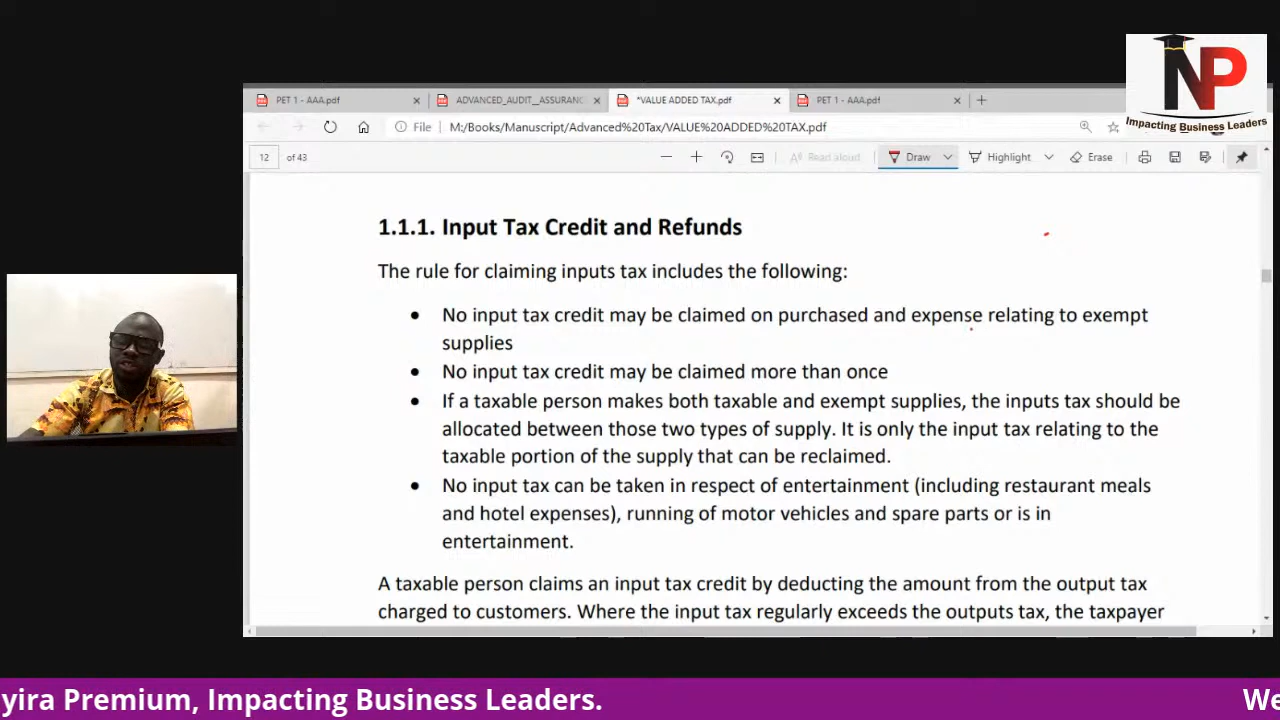 NP
Impacting Business Leaders
PET 1 - AAA.pdf
ADVANCED_AUDIT__ASSURANC
*VALUE ADDED TAX.pdf
PET 1 - AAA.pdf
File
M:/Books/Manuscript/Advanced%20Tax/VALUE%20ADDED%20TAX.pdf
12 of 43
Read aloud
Draw
Highlight
Erase
1.1.1. Input Tax Credit and Refunds
The rule for claiming inputs tax includes the following:
• No input tax credit may be claimed on purchased and expense relating to exempt
supplies
• No input tax credit may be claimed more than once
• If a taxable person makes both taxable and exempt supplies, the inputs tax should be
allocated between those two types of supply. It is only the input tax relating to the
taxable portion of the supply that can be reclaimed.
• No input tax can be taken in respect of entertainment (including restaurant meals
and hotel expenses), running of motor vehicles and spare parts or is in
entertainment.
A taxable person claims an input tax credit by deducting the amount from the output tax
charged to customers. Where the input tax regularly exceeds the outputs tax, the taxpayer
yira Premium, Impacting Business Leaders.
We